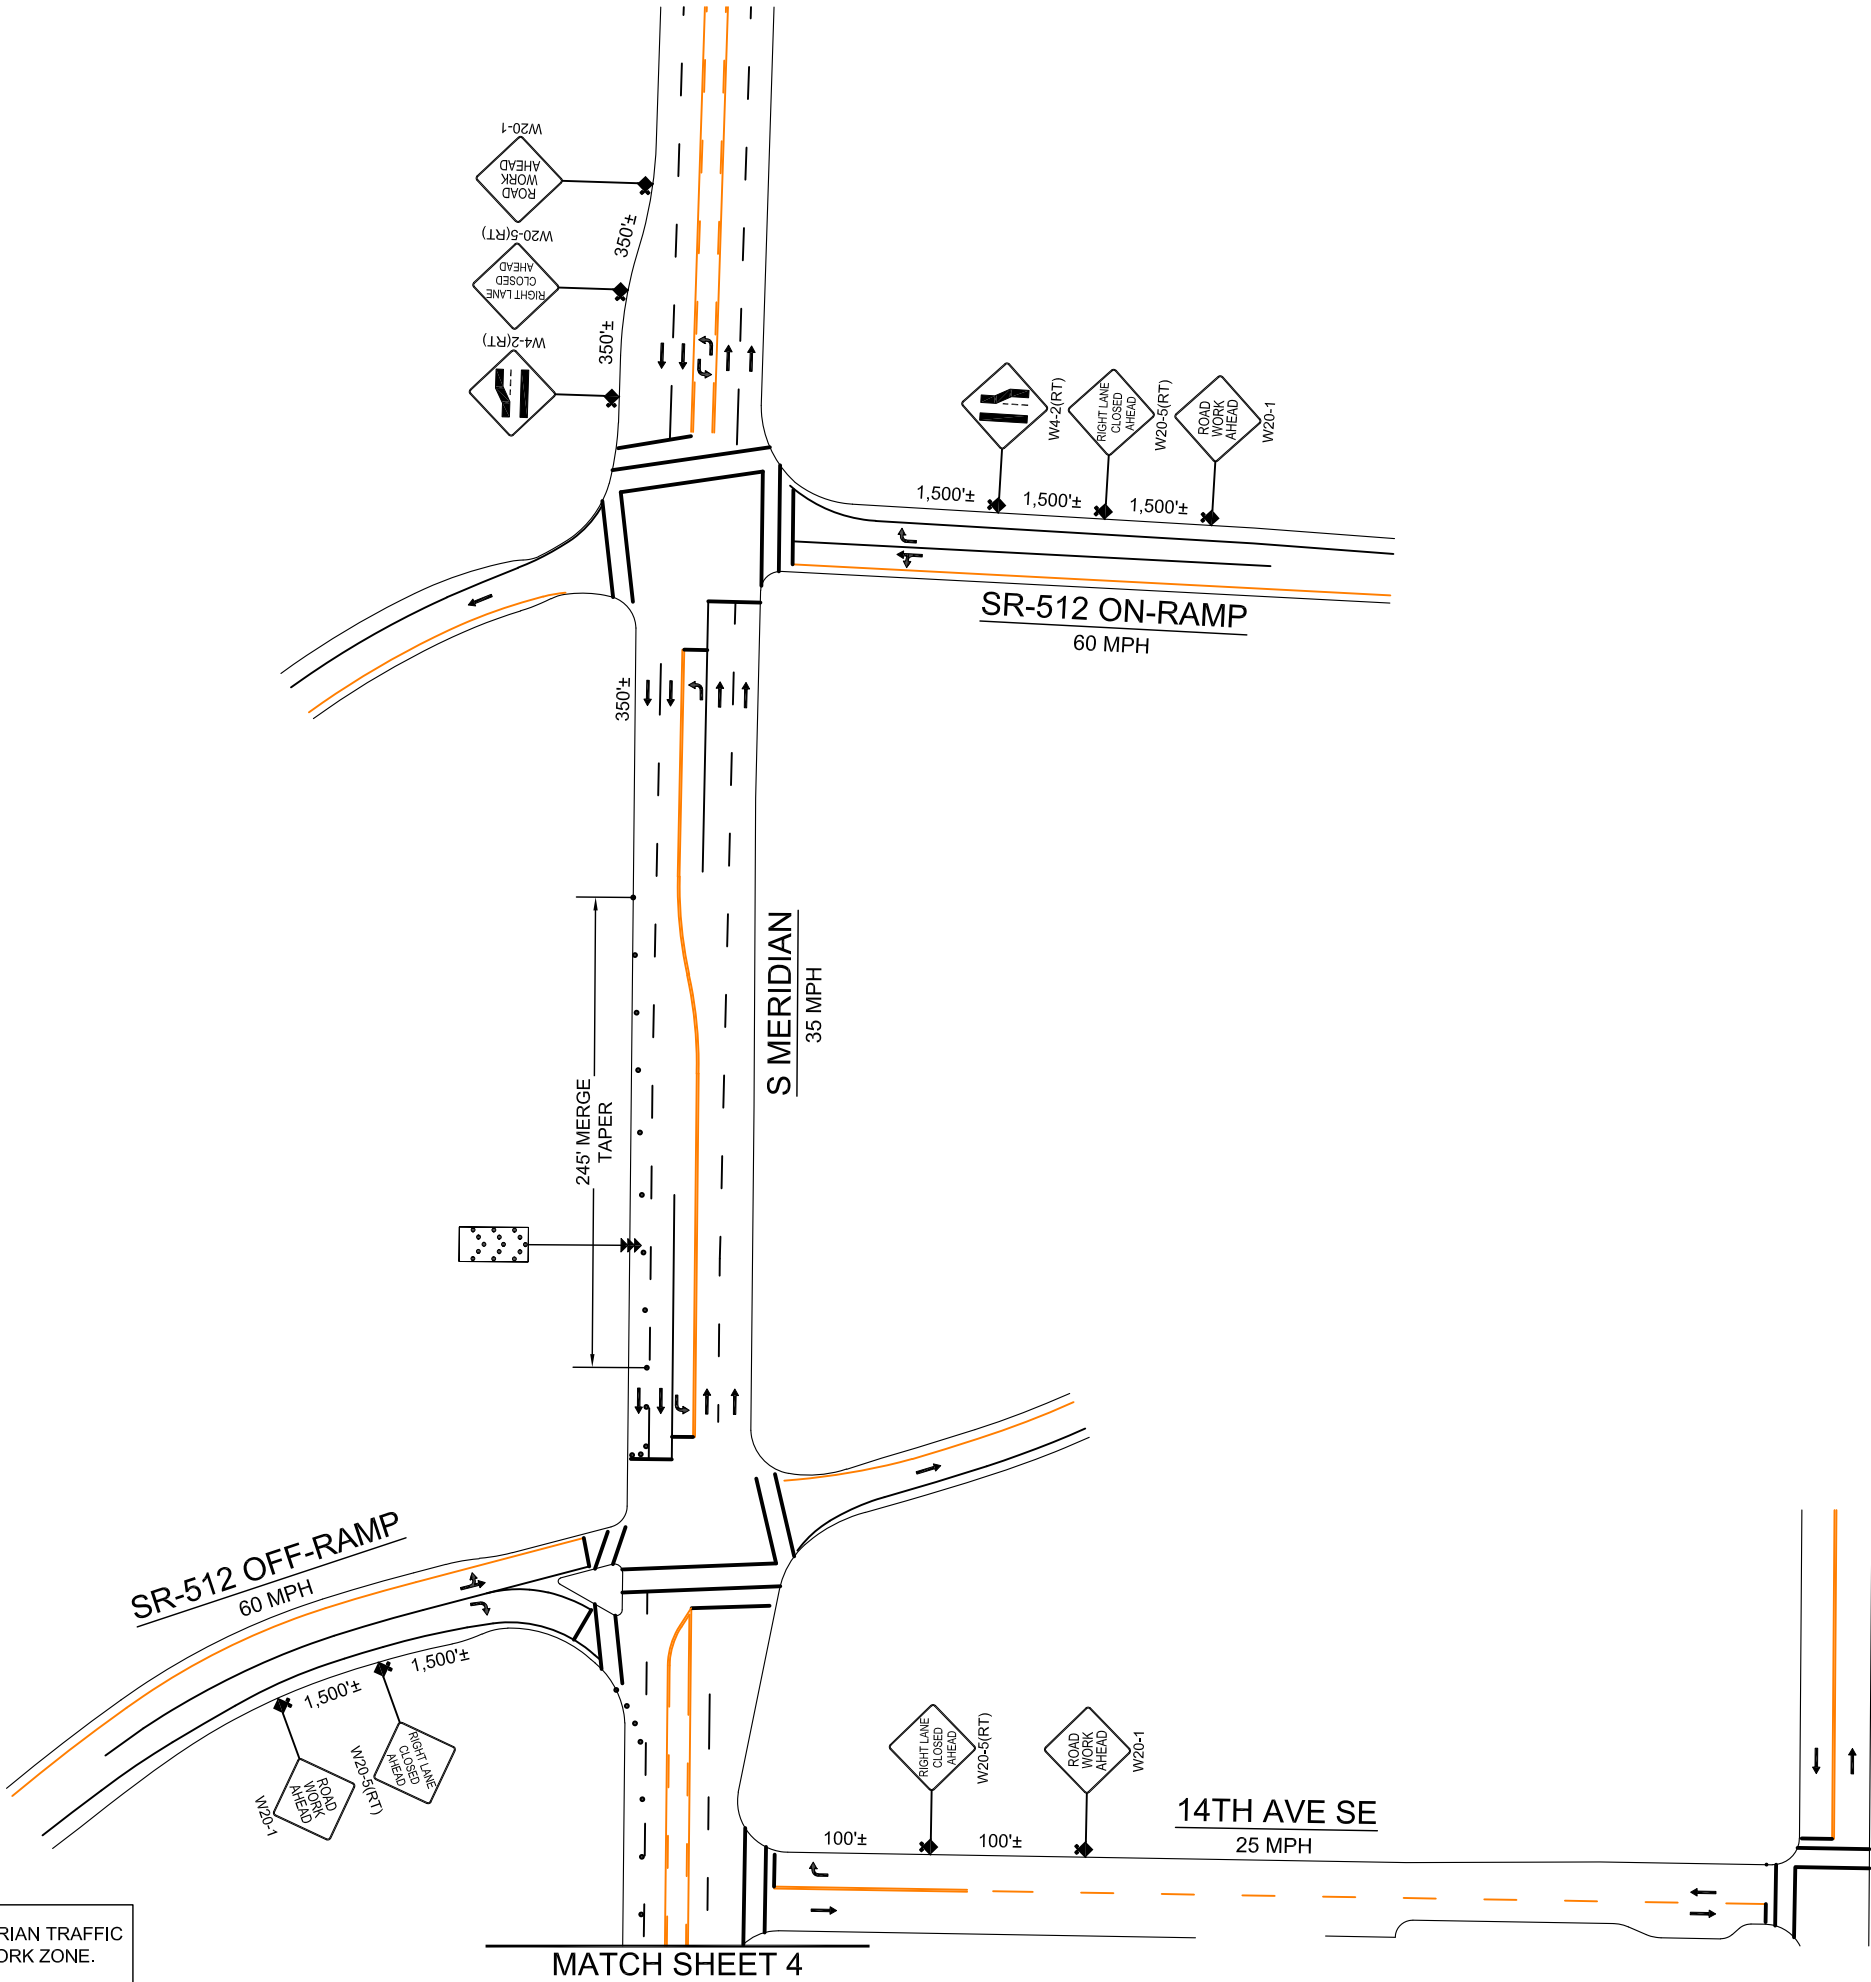 W20-1
ROAD
WORK
AHEAD
350'±
W20-5(RT)
RIGHT LANE
CLOSED
AHEAD
350'±
W4-2(RT)
W4-2(RT)
RIGHT LANE
CLOSED
AHEAD
W20-5(RT)
ROAD
WORK
AHEAD
W20-1
1,500'±
1,500'±
1,500'±
SR-512 ON-RAMP
60 MPH
350'±
S MERIDIAN
35 MPH
245' MERGE
TAPER
SR-512 OFF-RAMP
60 MPH
1,500'±
1,500'±
RIGHT LANE
CLOSED
AHEAD
W20-5(RT)
ROAD
WORK
AHEAD
W20-1
RIGHT LANE
CLOSED
AHEAD
W20-5(RT)
ROAD
WORK
AHEAD
W20-1
100'±
100'±
14TH AVE SE
25 MPH
RIAN TRAFFIC
ORK ZONE.
MATCH SHEET 4